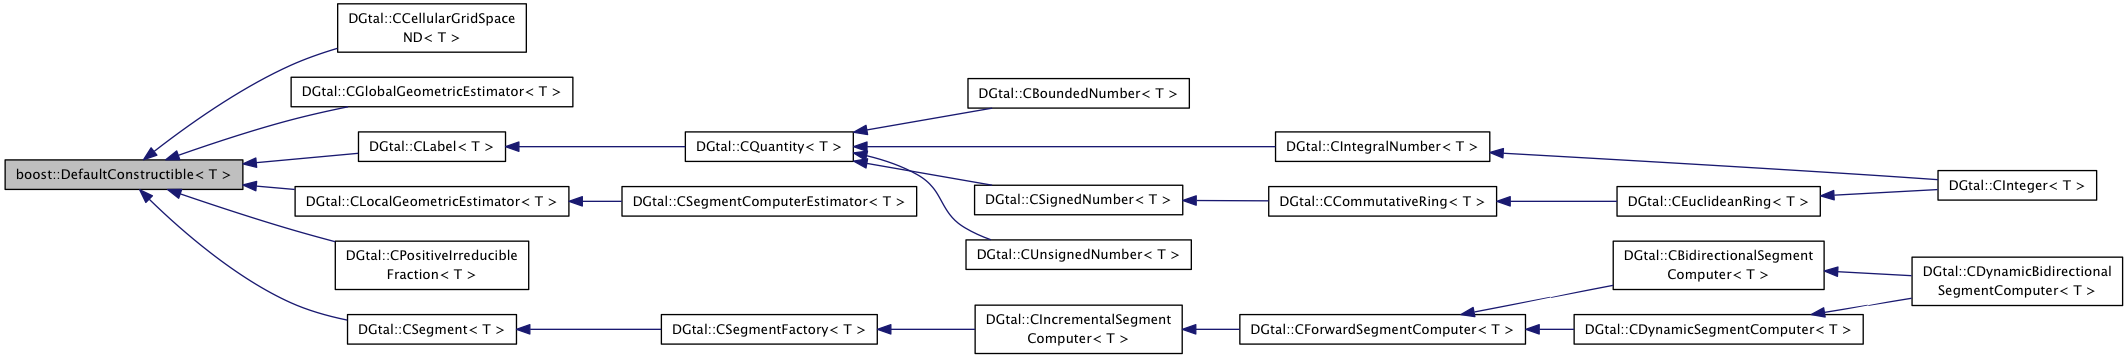 DGtal::CCellularGridSpace
ND< T >
DGtal::CGlobalGeometricEstimator< T >
DGtal::CBoundedNumber< T >
DGtal::CLabel< T >
DGtal::CQuantity< T >
DGtal::CIntegralNumber< T >
boost::DefaultConstructible< T >
DGtal::CInteger< T >
DGtal::CLocalGeometricEstimator< T >
DGtal::CSegmentComputerEstimator< T >
DGtal::CSignedNumber< T >
DGtal::CCommutativeRing< T >
DGtal::CEuclideanRing< T >
DGtal::CPositiveIrreducible
Fraction< T >
DGtal::CUnsignedNumber< T >
DGtal::CBidirectionalSegment
Computer< T >
DGtal::CDynamicBidirectional
SegmentComputer< T >
DGtal::CSegment< T >
DGtal::CSegmentFactory< T >
DGtal::CIncrementalSegment
Computer< T >
DGtal::CForwardSegmentComputer< T >
DGtal::CDynamicSegmentComputer< T >